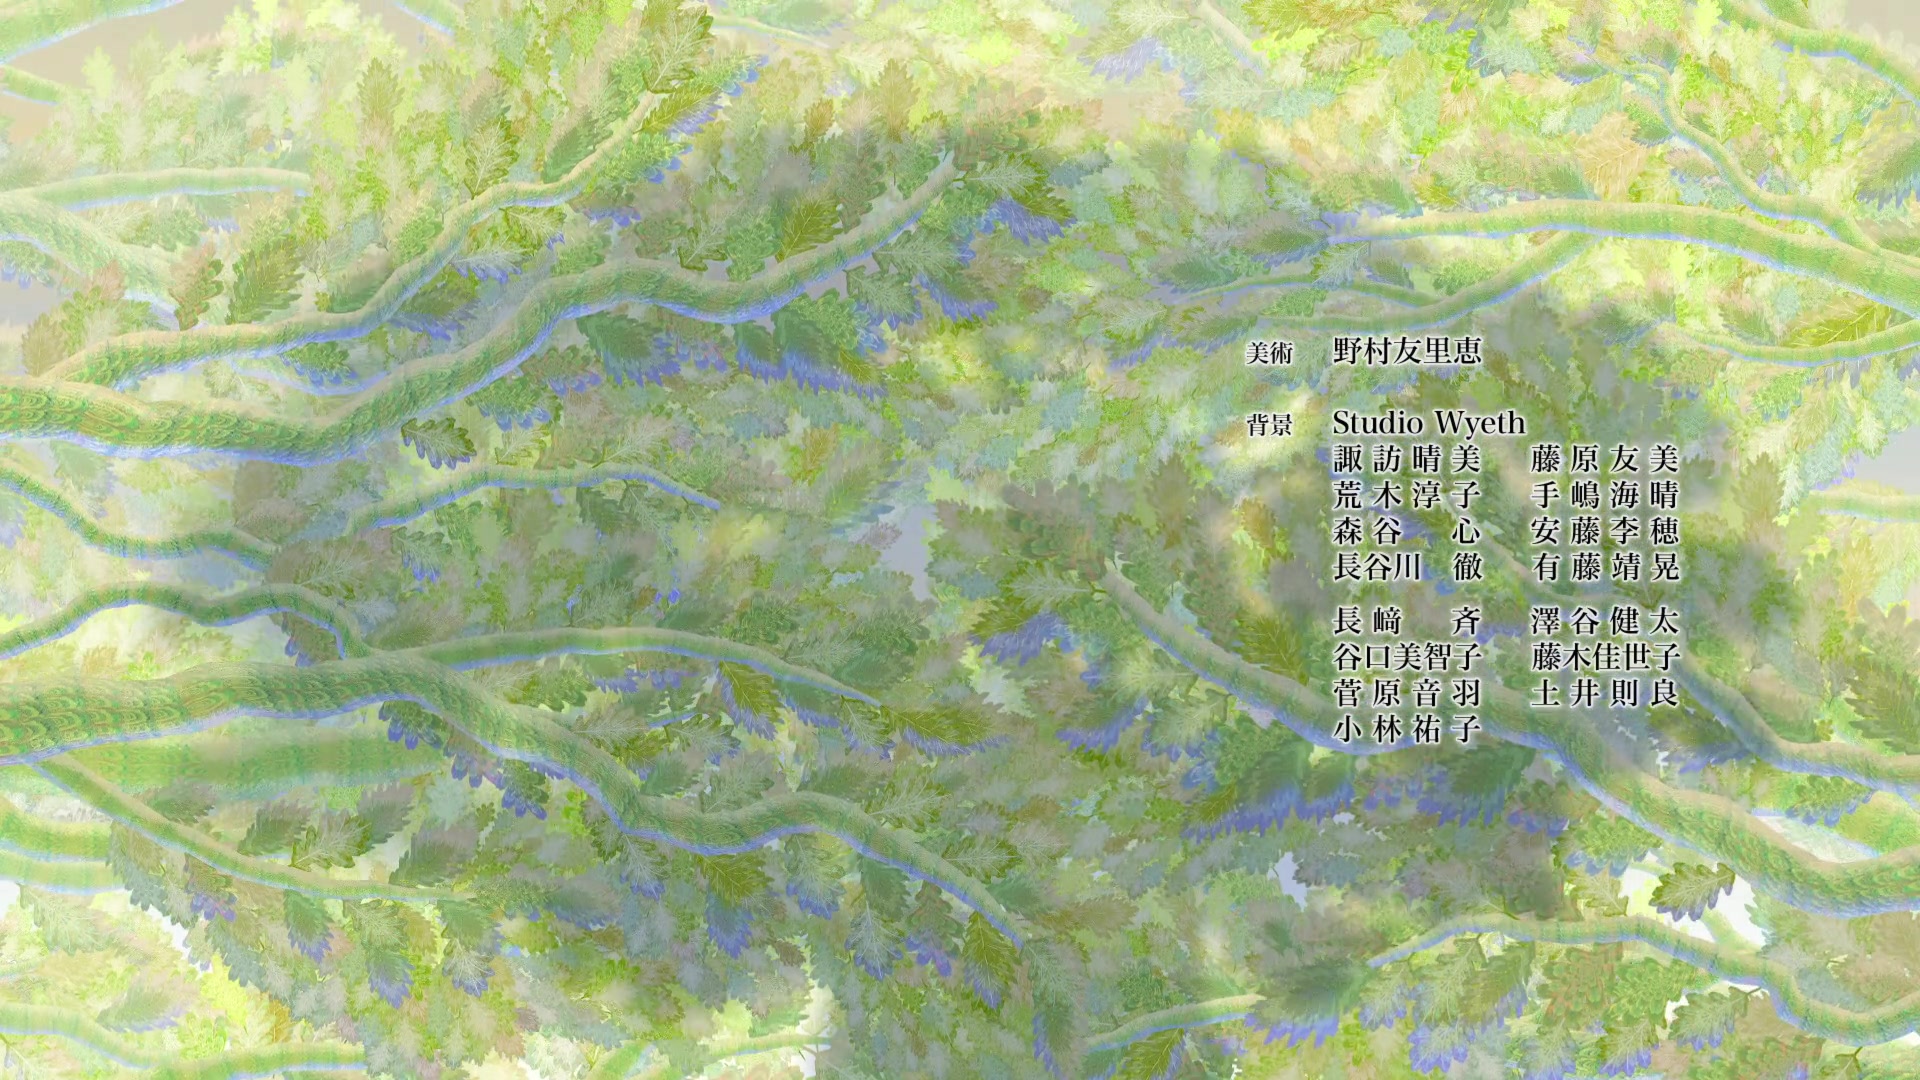 美術 野村友里恵
背景 Studio Wyeth
諏訪晴美 藤原友美
荒木淳子 手嶋海晴
森谷 心 安藤李穂
長谷川 徹 有藤靖晃
長﨑 斉 澤谷健太
谷口美智子 藤木佳世子
菅原音羽 土井則良
小林祐子